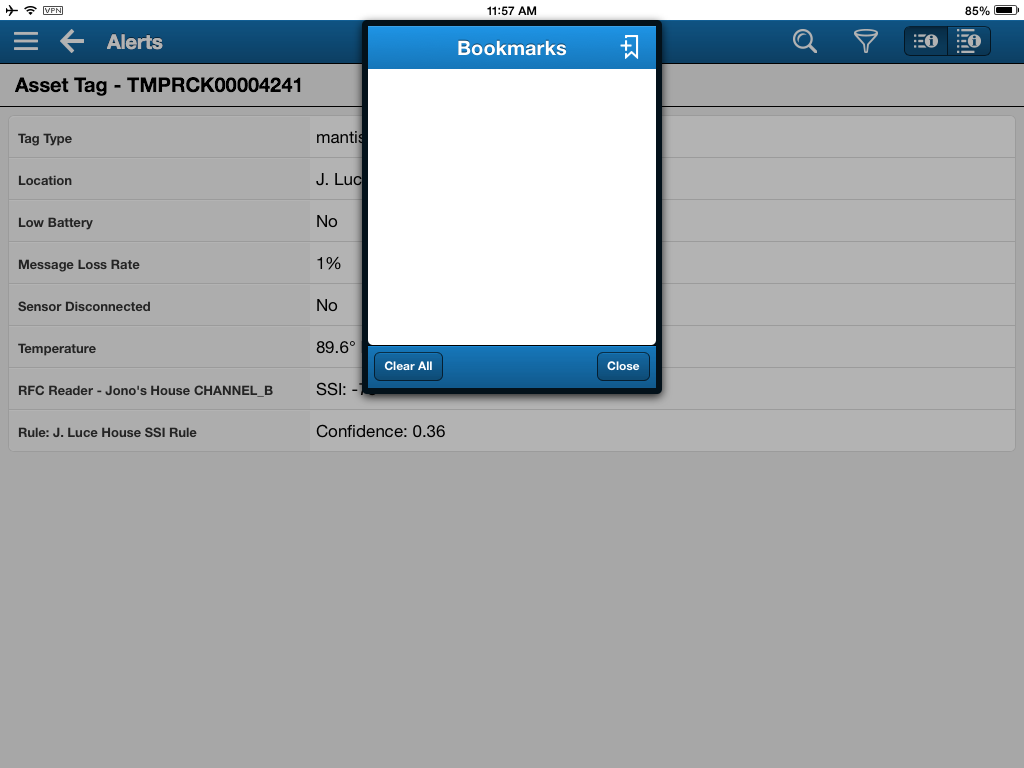 VPN
11:57 AM
85%
Alerts
Bookmarks
Asset Tag - TMPRCK00004241
Tag Type
mantis
Location
J. Luc
Low Battery
No
Message Loss Rate
1%
Sensor Disconnected
No
Temperature
89.6°
Clear All
Close
RFC Reader - Jono's House CHANNEL_B
SSI:
Rule: J. Luce House SSI Rule
Confidence: 0.36